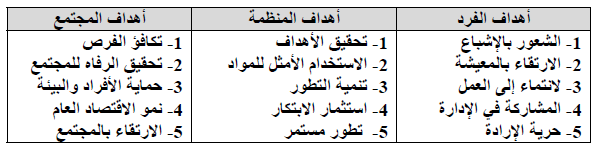 أهداف الفرد
أهداف المنظمة
أهداف المجتمع
1- الشعور بالإشباع
2- الارتقاء بالمعيشة
3- لانتماء إلى العمل
4- المشاركة في الإدارة
5- حرية الإرادة
1- تحقيق الأهداف
2- الاستخدام الأمثل للمواد
3- تنمية التطور
4- استثمار الابتكار
5- تطور مستمر
1- تكافؤ الفرص
2- تحقيق الرفاه للمجتمع
3- حماية الأفراد والبيئة
4- نمو الاقتصاد العام
5- الارتقاء بالمجتمع